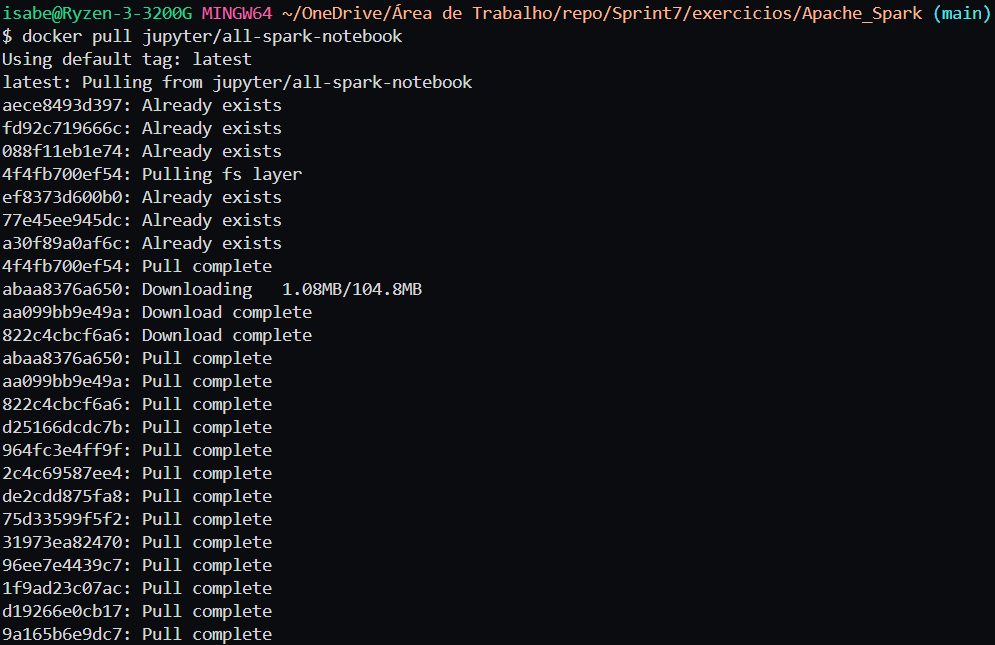 isabe@Ryzen-3-3200G MINGW64 ~/OneDrive/Área de Trabalho/repo/Sprint7/exercicios/Apache_Spark (main)
$ docker pull jupyter/all-spark-notebook
Using default tag: latest
latest: Pulling from jupyter/all-spark-notebook
aece8493d397: Already exists
fd92c719666c: Already exists
088f11eb1e74: Already exists
4f4fb700ef54: Pulling fs layer
ef8373d600b0: Already exists
77e45ee945dc: Already exists
a30f89a0af6c: Already exists
4f4fb700ef54: Pull complete
abaa8376a650: Downloading   1.08MB/104.8MB
aa099bb9e49a: Download complete
822c4cbcf6a6: Download complete
abaa8376a650: Pull complete
aa099bb9e49a: Pull complete
822c4cbcf6a6: Pull complete
d25166dcdc7b: Pull complete
964fc3e4ff9f: Pull complete
2c4c69587ee4: Pull complete
de2cdd875fa8: Pull complete
75d33599f5f2: Pull complete
31973ea82470: Pull complete
96ee7e4439c7: Pull complete
1f9ad23c07ac: Pull complete
d19266e0cb17: Pull complete
9a165b6e9dc7: Pull complete